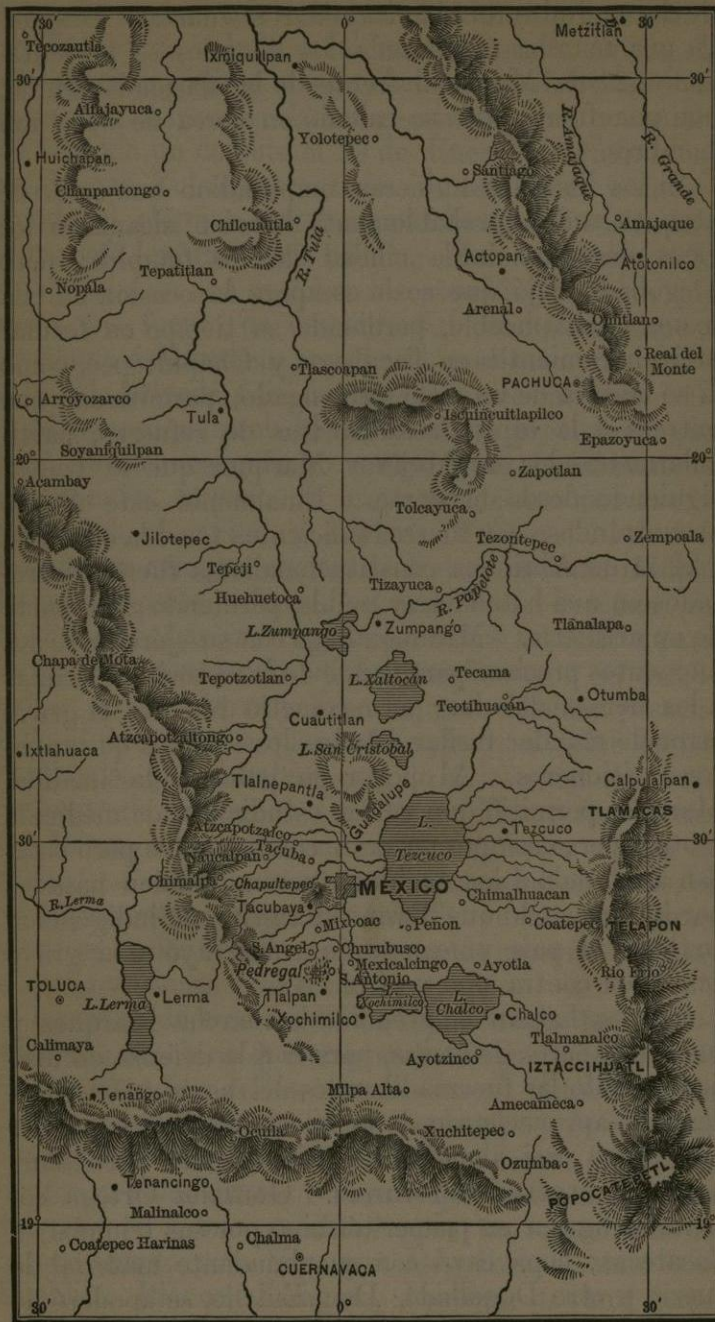 30'
0°
30'
Tecozautla
Metztitlan
30'
Ixmiquilpan
30'
Alfajayuca
R. Amajaque
R. Grande
Yolotepec
Huichapan
Santiago
Chanpantongo
Chilcuautla
Amajaque
R. Tula
Actopan
Atotonilco
Tepatitlan
Nopala
Arenal
Omitlan
Real del
Monte
Tlascoapan
PACHUCA
Arroyozarco
Tula
Iscuincuitlapilco
Soyaniquilpan
Epazoyuca
20°
20°
Zapotlan
Acambay
Tolcayuca
Jilotepec
Tezontepec
Zempoala
Tepeji
Tizayuca
Huehuetoca
R. Papelote
L. Zumpango
Zumpango
Tlanalapa
Chapa de Mota
L. Xaltocan
Tecama
Tepotzotlan
Teotihuacan
Otumba
Cuautitlan
Atzcapotzaltongo
Ixtlahuaca
L. San Cristobal
Calpulalpan
Tlalnepantla
Guadalupe
TLAMACAS
Atzcapotzalco
L.
Tezcuco
Tezcuco
30'
30'
Tacuba
Naucalpan
Chimalpa
Chapultepec
MEXICO
R. Lerma
Chimalhuacan
Tacubaya
Mixcoac
Peñon
Coatepec
TELAPON
S. Angel
Churubusco
Pedregal
Mexicalcingo
Ayotla
Rio Frio
S. Antonio
TOLUCA
L. Lerma
Lerma
Tlalpan
L.
Xochimilco
L.
Chalco
Xochimilco
Chalco
Tlalmanalco
Calimaya
Ayotzinco
IZTACCIHUATL
Milpa Alta
Tenango
Amecameca
Ocuila
Xuchitepec
Ozumba
POPOCATEPETL
Tenancingo
Malinalco
19°
19°
Coatepec Harinas
Chalma
CUERNAVACA
30'
0°
30'